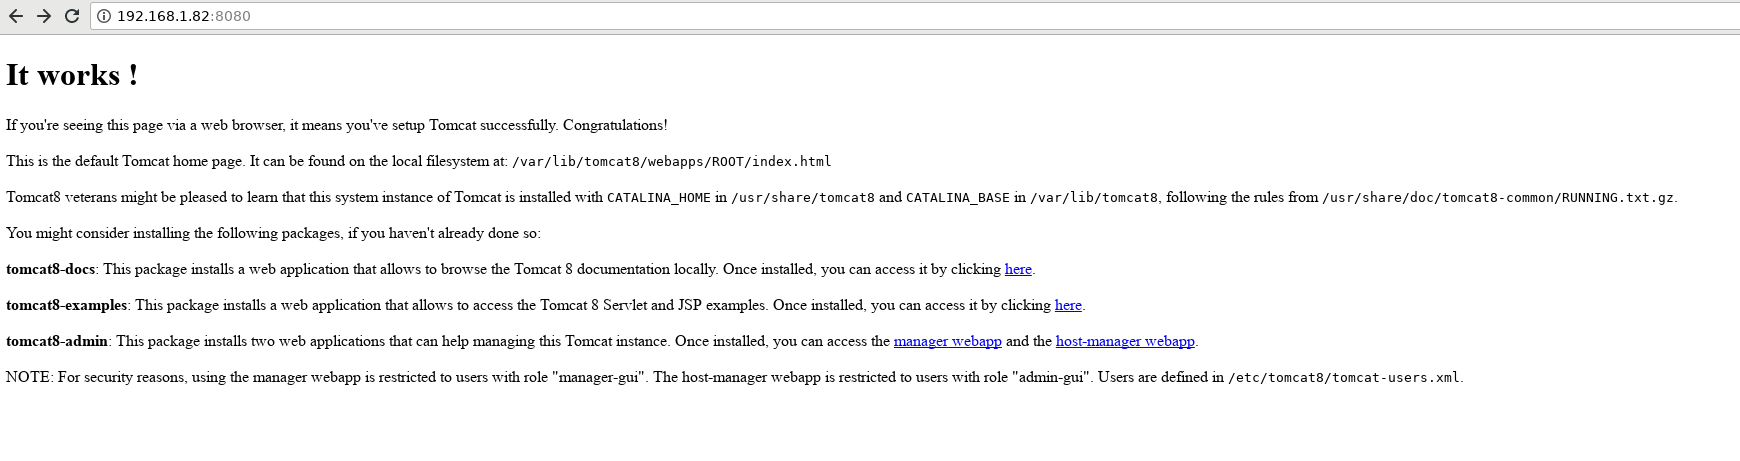 192.168.1.82:8080
It works !
If you're seeing this page via a web browser, it means you've setup Tomcat successfully. Congratulations!
This is the default Tomcat home page. It can be found on the local filesystem at: /var/lib/tomcat8/webapps/ROOT/index.html
Tomcat8 veterans might be pleased to learn that this system instance of Tomcat is installed with CATALINA_HOME in /usr/share/tomcat8 and CATALINA_BASE in /var/lib/tomcat8, following the rules from /usr/share/doc/tomcat8-common/RUNNING.txt.gz.
You might consider installing the following packages, if you haven't already done so:
tomcat8-docs: This package installs a web application that allows to browse the Tomcat 8 documentation locally. Once installed, you can access it by clicking here.
tomcat8-examples: This package installs a web application that allows to access the Tomcat 8 Servlet and JSP examples. Once installed, you can access it by clicking here.
tomcat8-admin: This package installs two web applications that can help managing this Tomcat instance. Once installed, you can access the manager webapp and the host-manager webapp.
NOTE: For security reasons, using the manager webapp is restricted to users with role "manager-gui". The host-manager webapp is restricted to users with role "admin-gui". Users are defined in /etc/tomcat8/tomcat-users.xml.